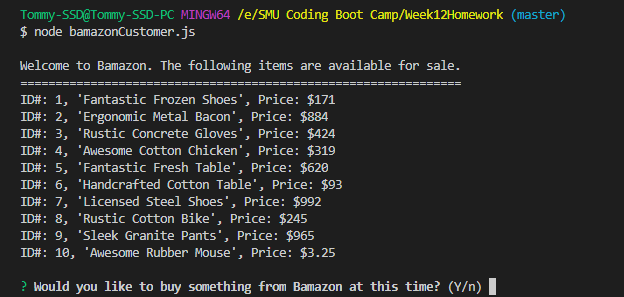 Tommy-SSD@Tommy-SSD-PC MINGW64 /e/SMU Coding Boot Camp/Week12Homework (master)
$ node bamazonCustomer.js
Welcome to Bamazon. The following items are available for sale.
===============================================================
ID#: 1, 'Fantastic Frozen Shoes', Price: $171
ID#: 2, 'Ergonomic Metal Bacon', Price: $884
ID#: 3, 'Rustic Concrete Gloves', Price: $424
ID#: 4, 'Awesome Cotton Chicken', Price: $319
ID#: 5, 'Fantastic Fresh Table', Price: $620
ID#: 6, 'Handcrafted Cotton Table', Price: $93
ID#: 7, 'Licensed Steel Shoes', Price: $992
ID#: 8, 'Rustic Cotton Bike', Price: $245
ID#: 9, 'Sleek Granite Pants', Price: $965
ID#: 10, 'Awesome Rubber Mouse', Price: $3.25
? Would you like to buy something from Bamazon at this time? (Y/n)